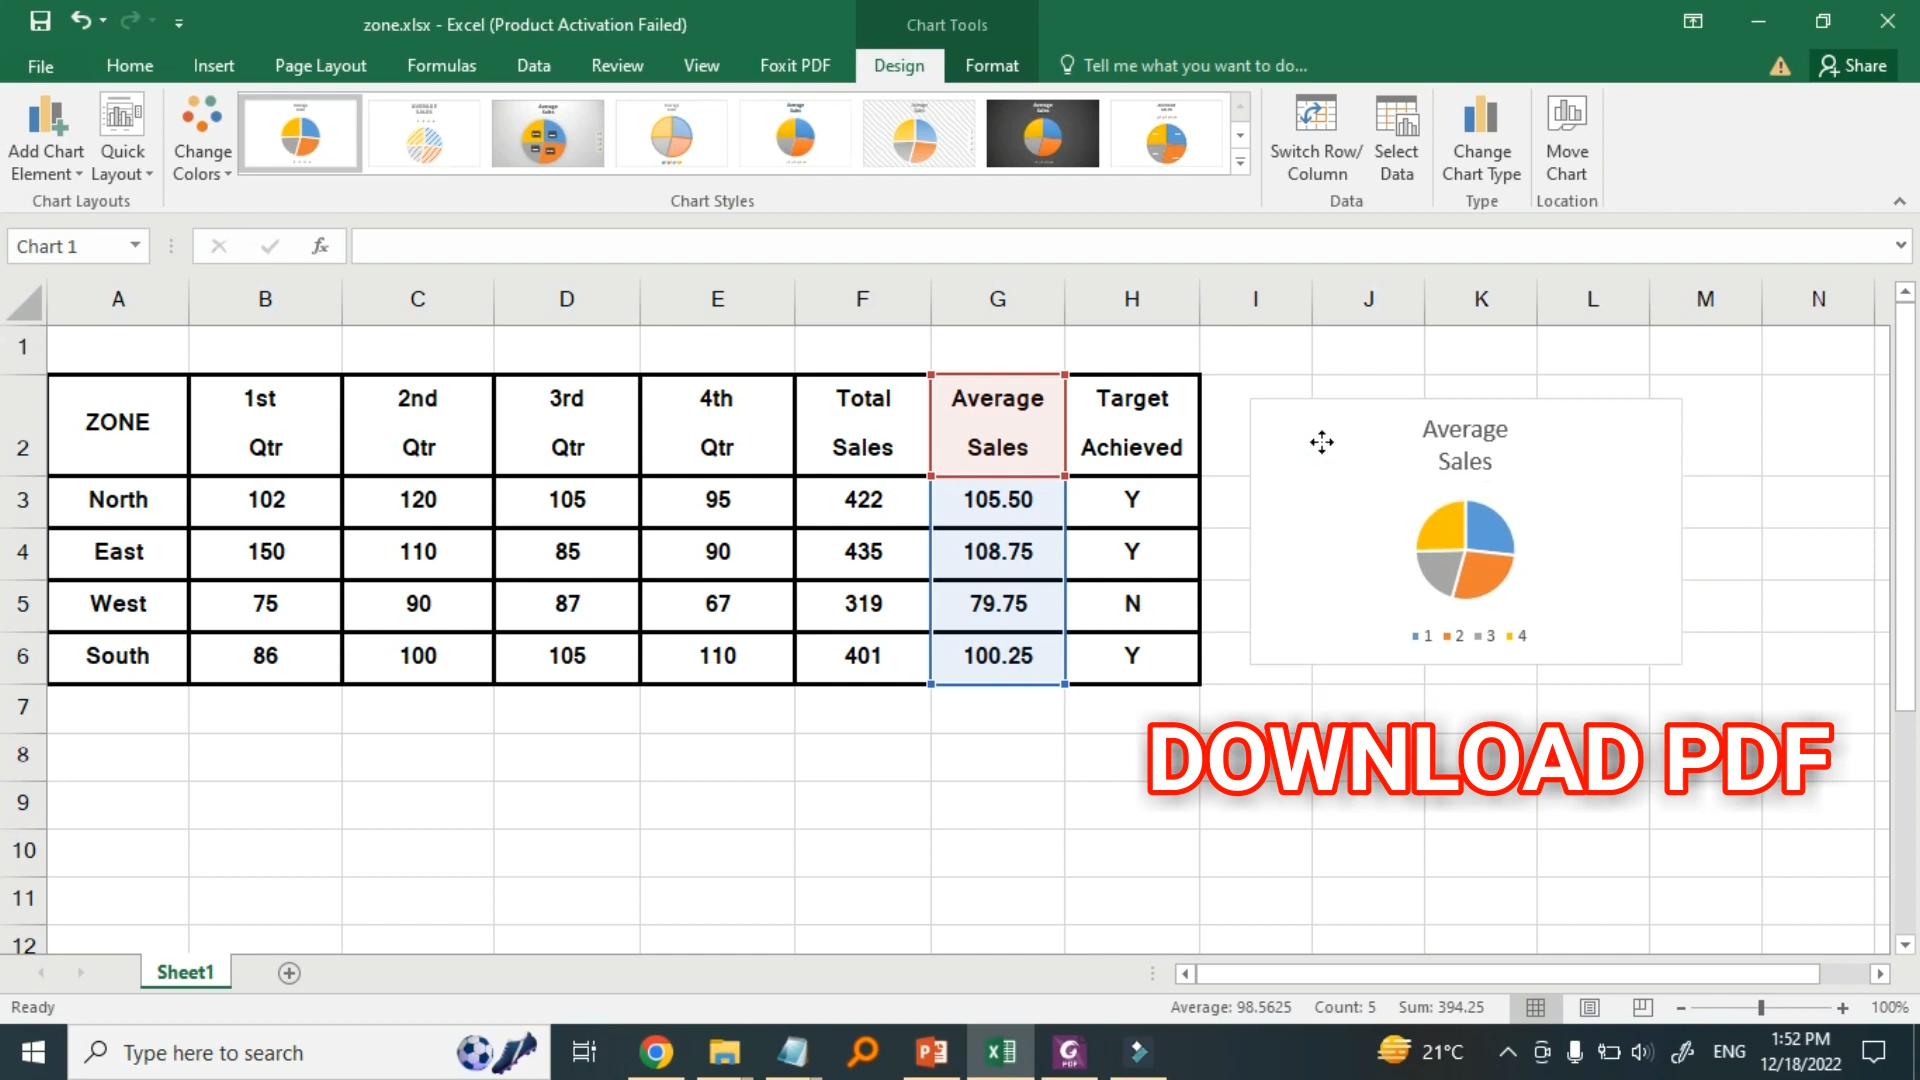 zone.xlsx - Excel (Product Activation Failed)
Chart Tools
File Home Insert Page Layout Formulas Data Review View Foxit PDF Design Format Tell me what you want to do... Share
Add Chart Element Quick Layout Change Colors Switch Row/ Column Select Data Change Chart Type Move Chart
Chart Layouts Chart Styles Data Type Location
Chart 1 fx
A B C D E F G H I J K L M N
1
2 ZONE 1st Qtr 2nd Qtr 3rd Qtr 4th Qtr Total Sales Average Sales Target Achieved
3 North 102 120 105 95 422 105.50 Y
4 East 150 110 85 90 435 108.75 Y
5 West 75 90 87 67 319 79.75 N
6 South 86 100 105 110 401 100.25 Y
7
8
9
10
11
12
Average
Sales
1 2 3 4
DOWNLOAD PDF
Sheet1
Ready Average: 98.5625 Count: 5 Sum: 394.25 100%
Type here to search 21°C ENG 1:52 PM
12/18/2022